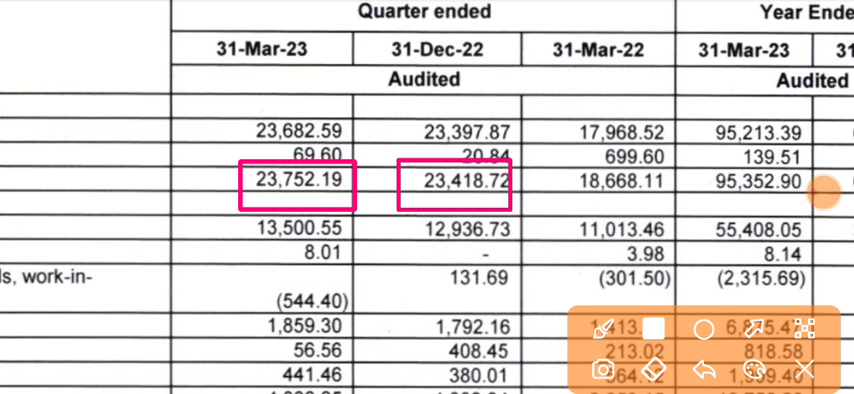 Quarter ended Year Ende
31-Mar-23 31-Dec-22 31-Mar-22 31-Mar-23 31
Audited Audited
23,682.59 23,397.87 17,968.52 95,213.39
69.60 20.84 699.60 139.51
23,752.19 23,418.72 18,668.11 95,352.90
13,500.55 12,936.73 11,013.46 55,408.05
8.01 - 3.98 8.14
ls, work-in- 131.69 (301.50) (2,315.69)
(544.40)
1,859.30 1,792.16
56.56 408.45 213.02 818.58
441.46 380.01